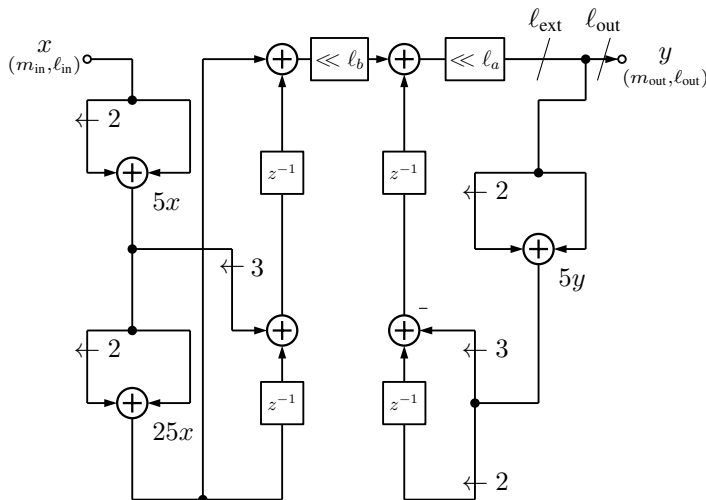 x
(m_in, ℓ_in)
≪ ℓ_b
≪ ℓ_a
ℓ_ext
ℓ_out
y
(m_out, ℓ_out)
← 2
+
+
+
5x
z⁻¹
z⁻¹
← 2
+
5y
← 3
+
-
+
← 2
+
25x
z⁻¹
z⁻¹
← 3
← 2